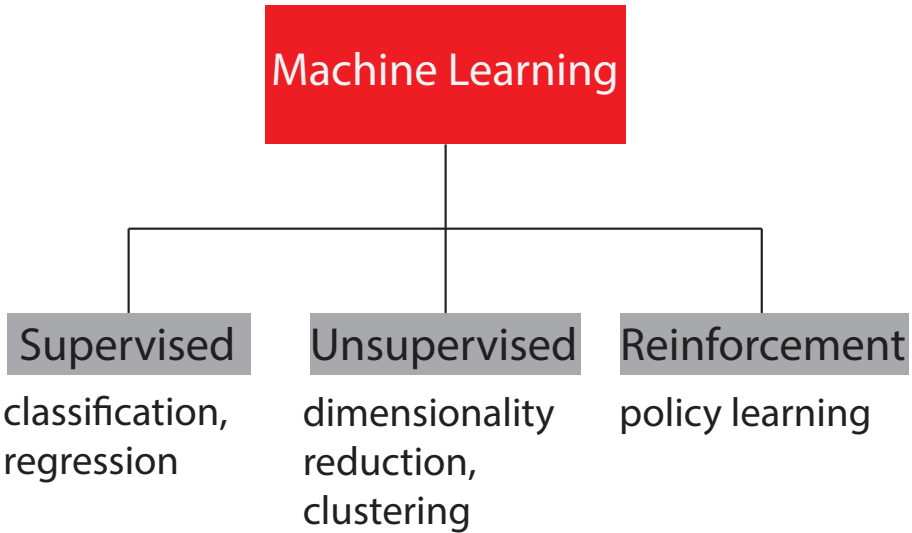 Machine Learning
Supervised
classification,
regression
Unsupervised
dimensionality
reduction,
clustering
Reinforcement
policy learning